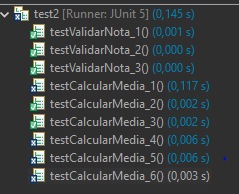 test2 [Runner: JUnit 5] (0,145 s)
testValidarNota_1() (0,001 s)
testValidarNota_2() (0,000 s)
testValidarNota_3() (0,000 s)
testCalcularMedia_1() (0,117 s)
testCalcularMedia_2() (0,002 s)
testCalcularMedia_3() (0,002 s)
testCalcularMedia_4() (0,006 s)
testCalcularMedia_5() (0,006 s)
testCalcularMedia_6() (0,003 s)